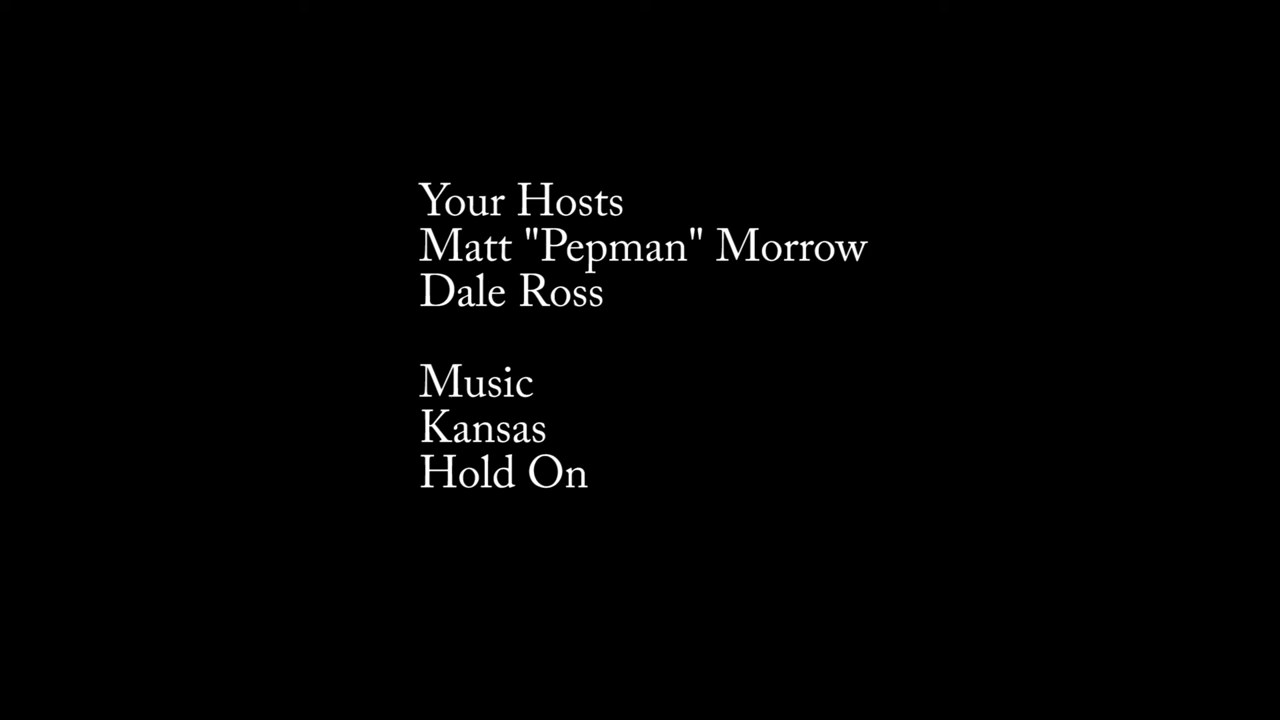 Your Hosts
Matt "Pepman" Morrow
Dale Ross
Music
Kansas
Hold On